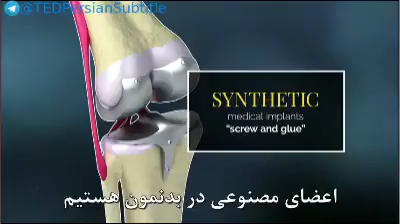 @TEDPersianSubtitle
SYNTHETIC
medical implants
"screw and glue"
اعضای مصنوعی در بدنمون هستیم